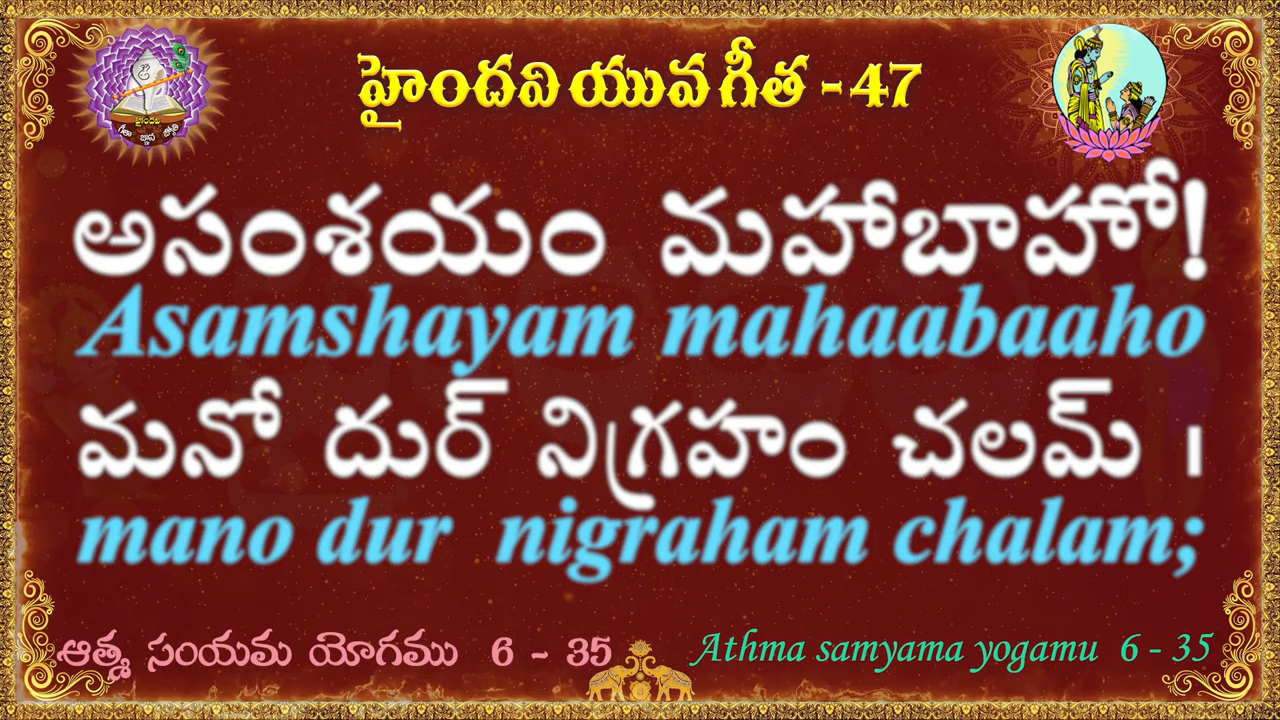 హైందవి యువ గీత - 47
అసంశయం మహాబాహో!
Asamshayam mahaabaaho
మనో దుర్ నిగ్రహం చలమ్ ।
mano dur nigraham chalam;
ఆత్మ సంయమ యోగము 6 - 35
Athma samyama yogamu 6 - 35